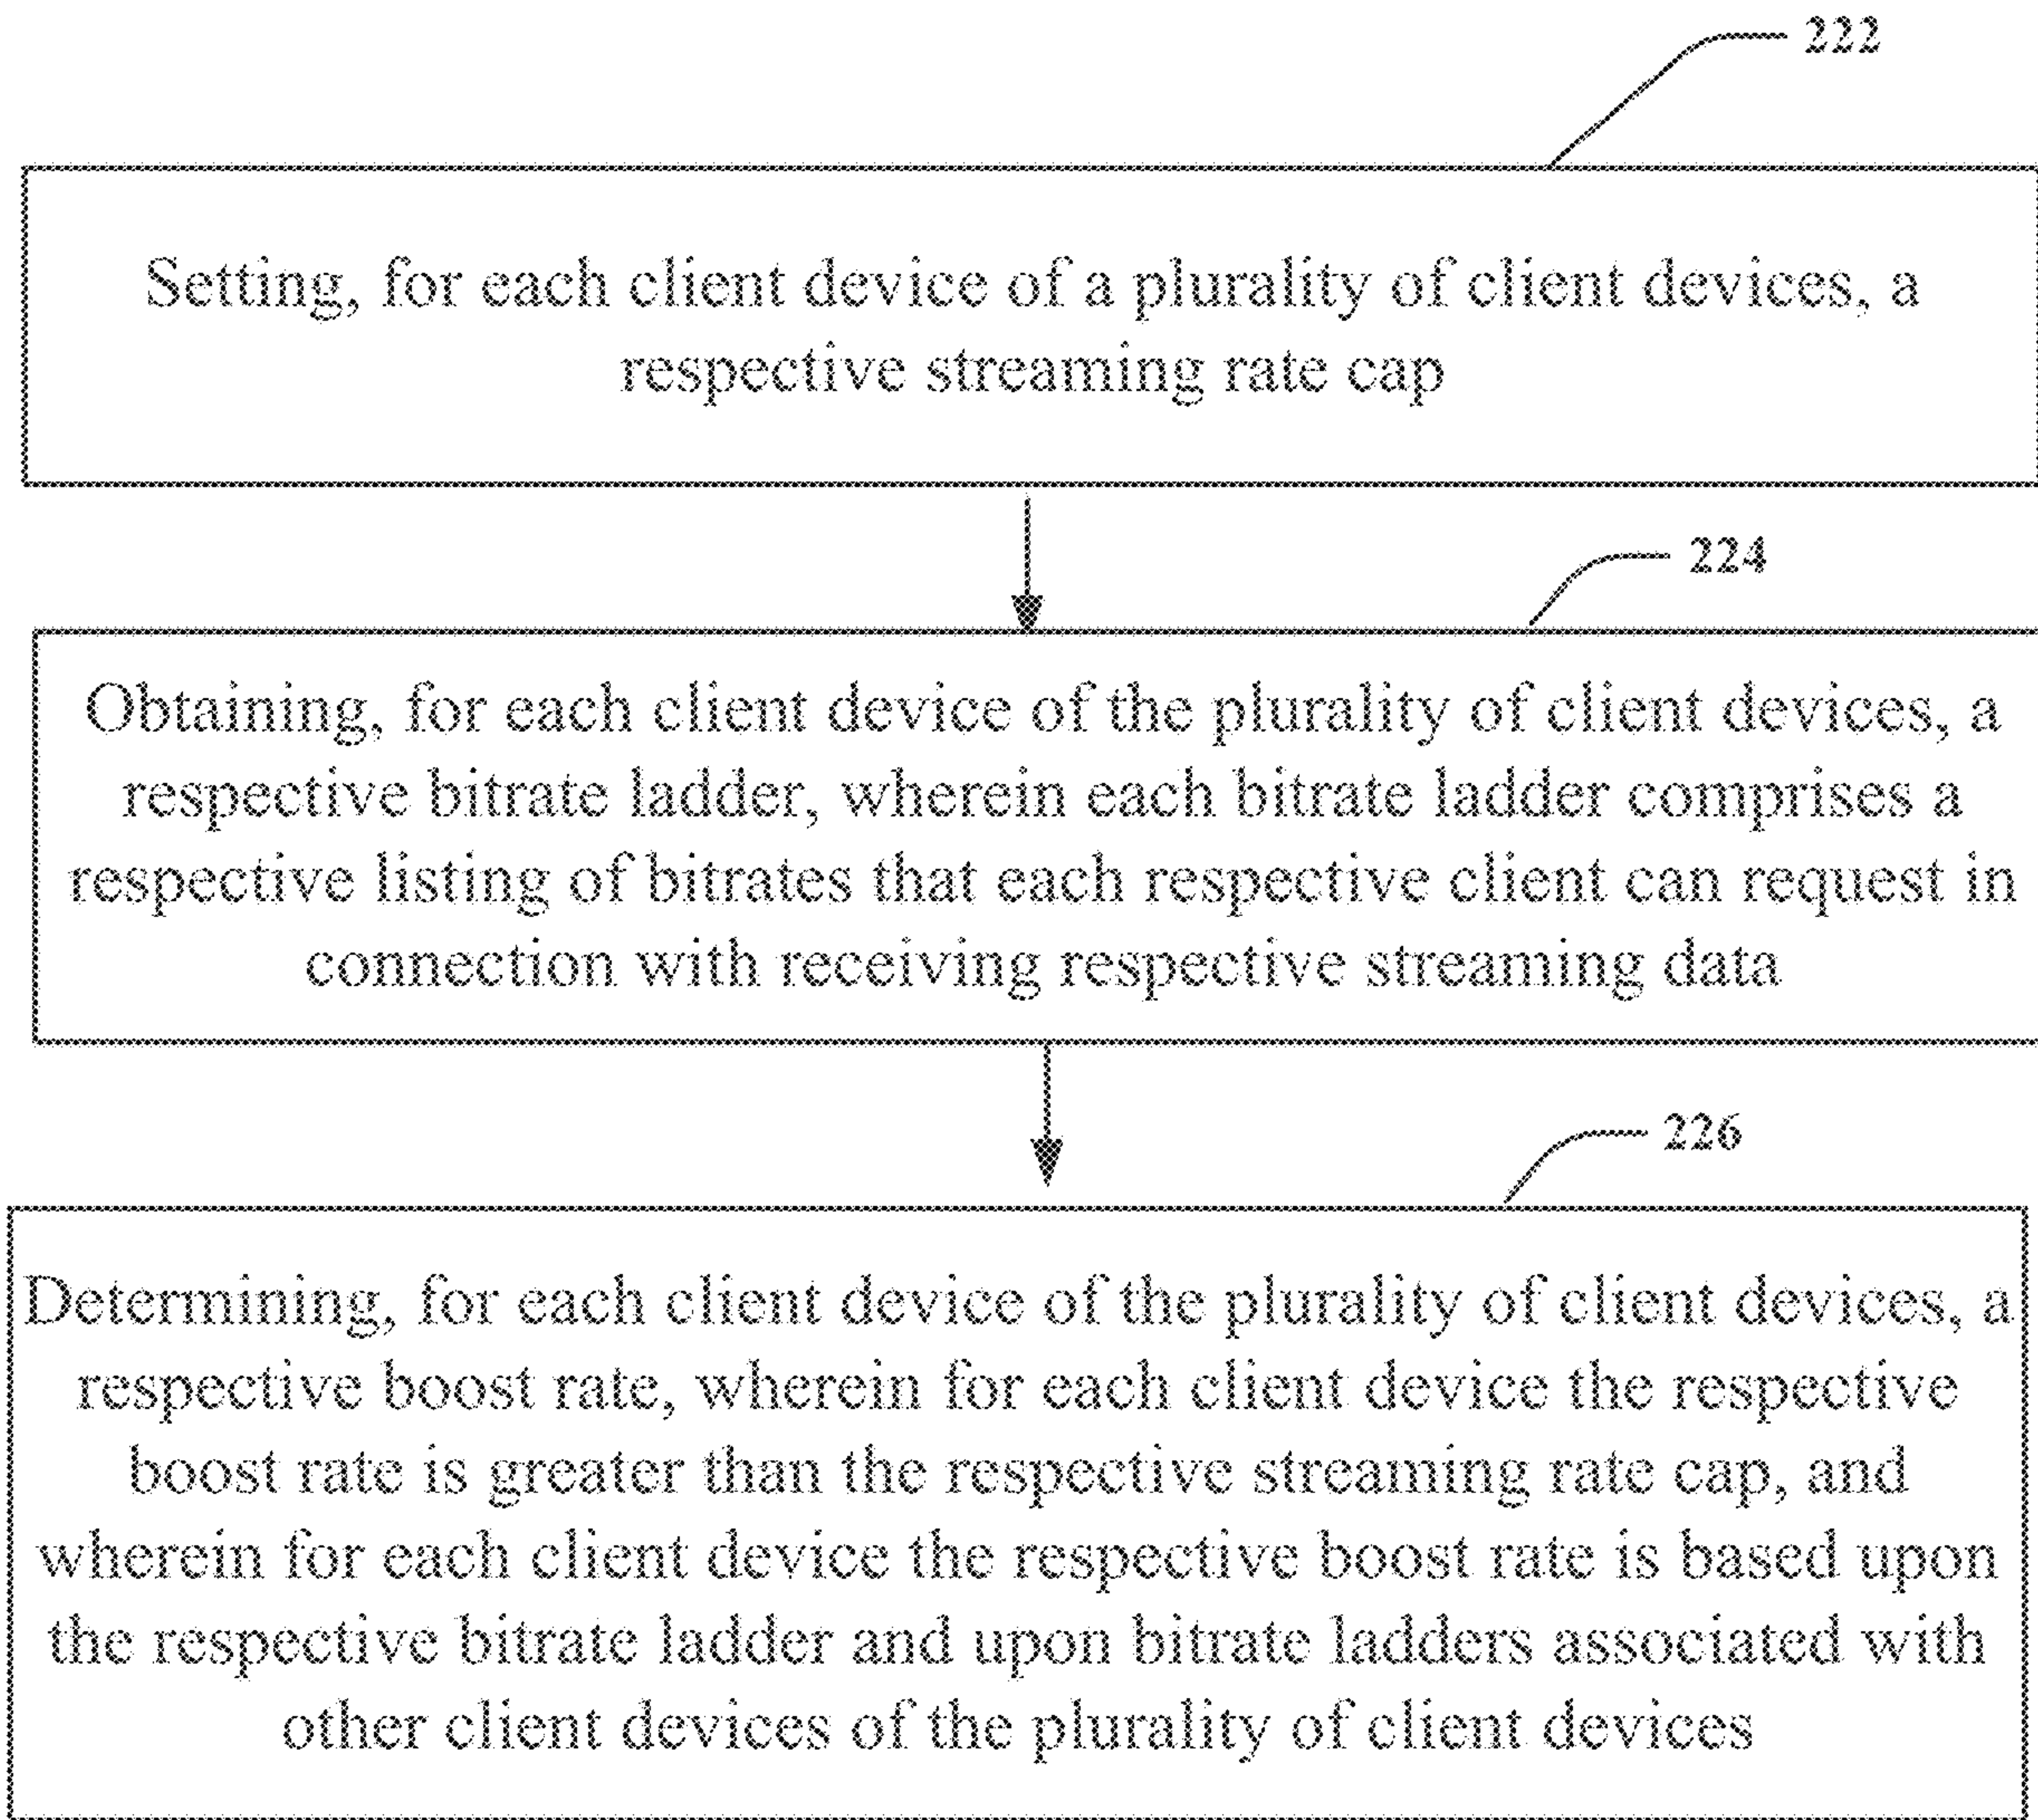 222
Setting, for each client device of a plurality of client devices, a
respective streaming rate cap
224
Obtaining, for each client device of the plurality of client devices, a
respective bitrate ladder, wherein each bitrate ladder comprises a
respective listing of bitrates that each respective client can request in
connection with receiving respective streaming data
226
Determining, for each client device of the plurality of client devices, a
respective boost rate, wherein for each client device the respective
boost rate is greater than the respective streaming rate cap, and
wherein for each client device the respective boost rate is based upon
the respective bitrate ladder and upon bitrate ladders associated with
other client devices of the plurality of client devices